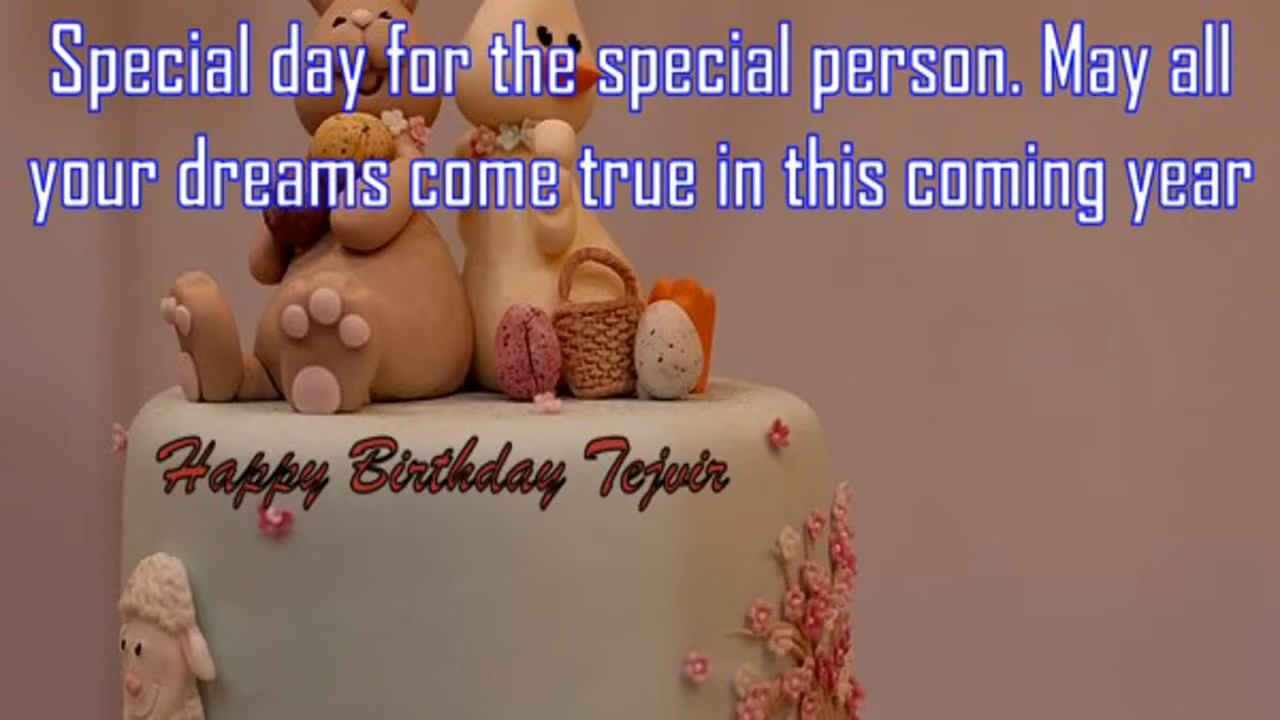 Special day for the special person. May all
your dreams come true in this coming year
Happy Birthday Tejvir